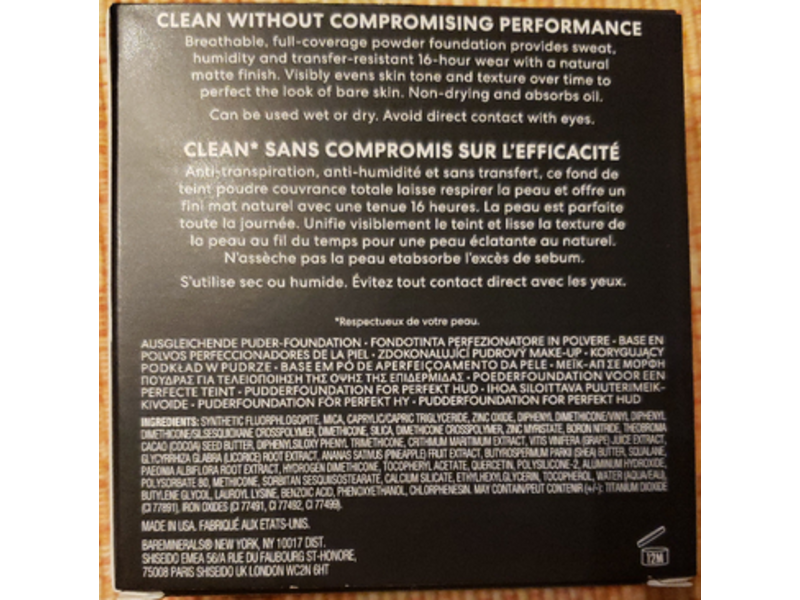 CLEAN WITHOUT COMPROMISING PERFORMANCE
Breathable, full-coverage powder foundation provides sweat,
humidity and transfer-resistant 16-hour wear with a natural
matte finish. Visibly evens skin tone and texture over time to
perfect the look of bare skin. Non-drying and absorbs oil.
Can be used wet or dry. Avoid direct contact with eyes.
CLEAN* SANS COMPROMIS SUR L'EFFICACITÉ
Anti-transpiration, anti-humidité et sans transfert, ce fond de
teint poudre couvrance totale laisse respirer la peau et offre un
fini mat naturel avec une tenue 16 heures. La peau est parfaite
toute la journée. Unifie visiblement le teint et lisse la texture de
la peau au fil du temps pour une peau éclatante au naturel.
N'assèche pas la peau etabsorbe l'excès de sebum.
S'utilise sec ou humide. Évitez tout contact direct avec les yeux.
*Respectueux de votre peau.
AUSGLEICHENDE PUDER-FOUNDATION • FONDOTINTA PERFEZIONATORE IN POLVERE • BASE EN
POLVOS PERFECCIONADORES DE LA PIEL • ZDOKONALUJÍCÍ PUDROVÝ MAKE-UP • KORYGUJĄCY
PODKŁAD W PUDRZE • BASE EM PÓ DE APERFEIÇOAMENTO DA PELE • ΜΕΪΚ-ΑΠ ΣΕ ΜΟΡΦΗ
ΠΟΥΔΡΑΣ ΓΙΑ ΤΕΛΕΙΟΠΟΙΗΣΗ ΤΗΣ ΟΨΗΣ ΤΗΣ ΕΠΙΔΕΡΜΙΔΑΣ • POEDERFOUNDATION VOOR EEN
PERFECTE TEINT • PUDDERFOUNDATION FOR PERFEKT HUD • IHOA SILOITTAVA PUUTERIMEIK-
KIVOIDE • PUDERFOUNDATION FÖR PERFEKT HY • PUDDERFOUNDATION FOR PERFEKT HUD
INGREDIENTS: SYNTHETIC FLUORPHLOGOPITE, MICA, CAPRYLIC/CAPRIC TRIGLYCERIDE, ZINC OXIDE, DIPHENYL DIMETHICONE/VINYL DIPHENYL
DIMETHICONE/SILSESQUIOXANE CROSSPOLYMER, DIMETHICONE, SILICA, DIMETHICONE CROSSPOLYMER, ZINC MYRISTATE, BORON NITRIDE, THEOBROMA
CACAO (COCOA) SEED BUTTER, DIPHENYLSILOXY PHENYL TRIMETHICONE, CRITHMUM MARITIMUM EXTRACT, VITIS VINIFERA (GRAPE) JUICE EXTRACT,
GLYCYRRHIZA GLABRA (LICORICE) ROOT EXTRACT, ANANAS SATIVUS (PINEAPPLE) FRUIT EXTRACT, BUTYROSPERMUM PARKII (SHEA) BUTTER, SQUALANE,
PAEONIA ALBIFLORA ROOT EXTRACT, HYDROGEN DIMETHICONE, TOCOPHERYL ACETATE, QUERCETIN, POLYSILICONE-2, ALUMINUM HYDROXIDE,
POLYSORBATE 80, METHICONE, SORBITAN SESQUIISOSTEARATE, CALCIUM SILICATE, ETHYLHEXYLGLYCERIN, TOCOPHEROL, WATER (AQUA/EAU),
BUTYLENE GLYCOL, LAUROYL LYSINE, BENZOIC ACID, PHENOXYETHANOL, CHLORPHENESIN. MAY CONTAIN/PEUT CONTENIR (+/-): TITANIUM DIOXIDE
(CI 77891), IRON OXIDES (CI 77491, CI 77492, CI 77499).
MADE IN USA. FABRIQUÉ AUX ETATS-UNIS.
BAREMINERALS® NEW YORK, NY 10017 DIST.
SHISEIDO EMEA 56/A RUE DU FAUBOURG ST-HONORE,
75008 PARIS SHISEIDO UK LONDON WC2N 6HT
12M